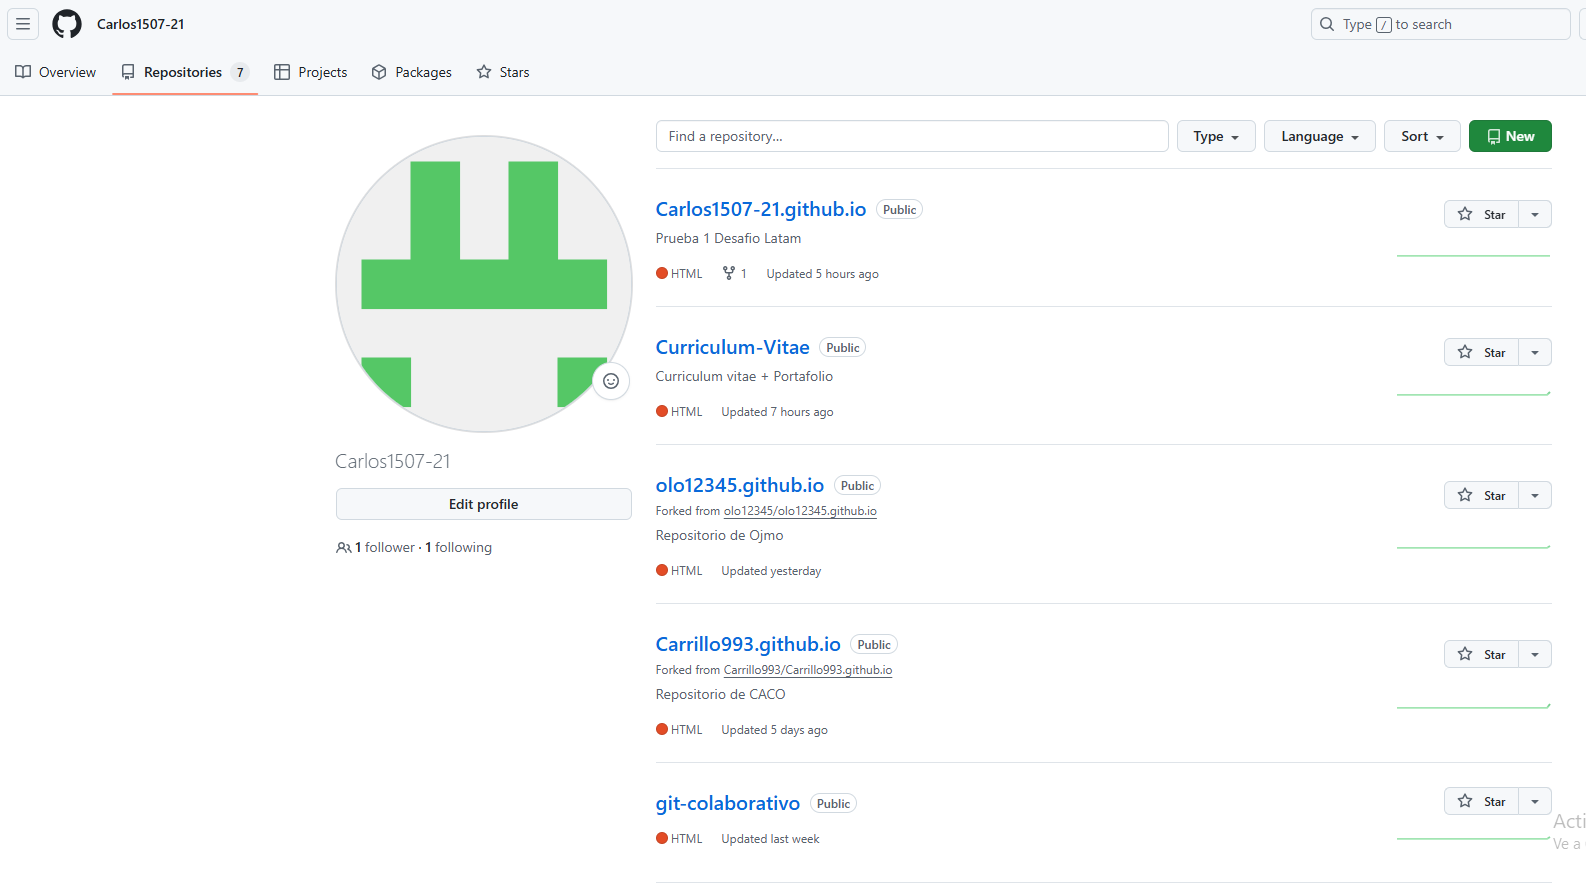 Carlos1507-21
Type / to search
Overview Repositories 7 Projects Packages Stars
Find a repository... Type Language Sort New
Carlos1507-21.github.io Public Star
Prueba 1 Desafio Latam
HTML 1 Updated 5 hours ago
Curriculum-Vitae Public Star
Curriculum vitae + Portafolio
HTML Updated 7 hours ago
Carlos1507-21
Edit profile
1 follower · 1 following
olo12345.github.io Public Star
Forked from olo12345/olo12345.github.io
Repositorio de Ojmo
HTML Updated yesterday
Carrillo993.github.io Public Star
Forked from Carrillo993/Carrillo993.github.io
Repositorio de CACO
HTML Updated 5 days ago
git-colaborativo Public Star
HTML Updated last week
Acti
Ve a